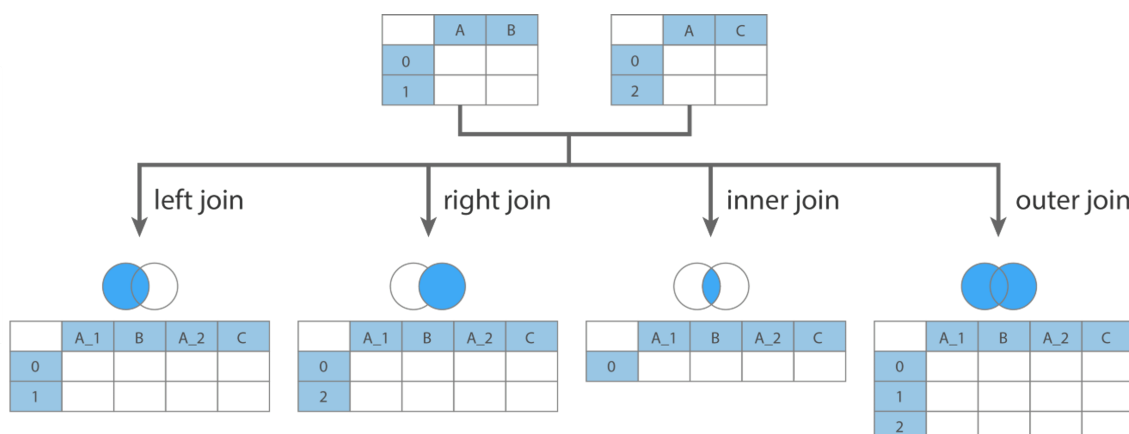 A B
0
1
A C
0
2
left join
right join
inner join
outer join
A_1 B A_2 C
0
1
A_1 B A_2 C
0
2
A_1 B A_2 C
0
A_1 B A_2 C
0
1
2